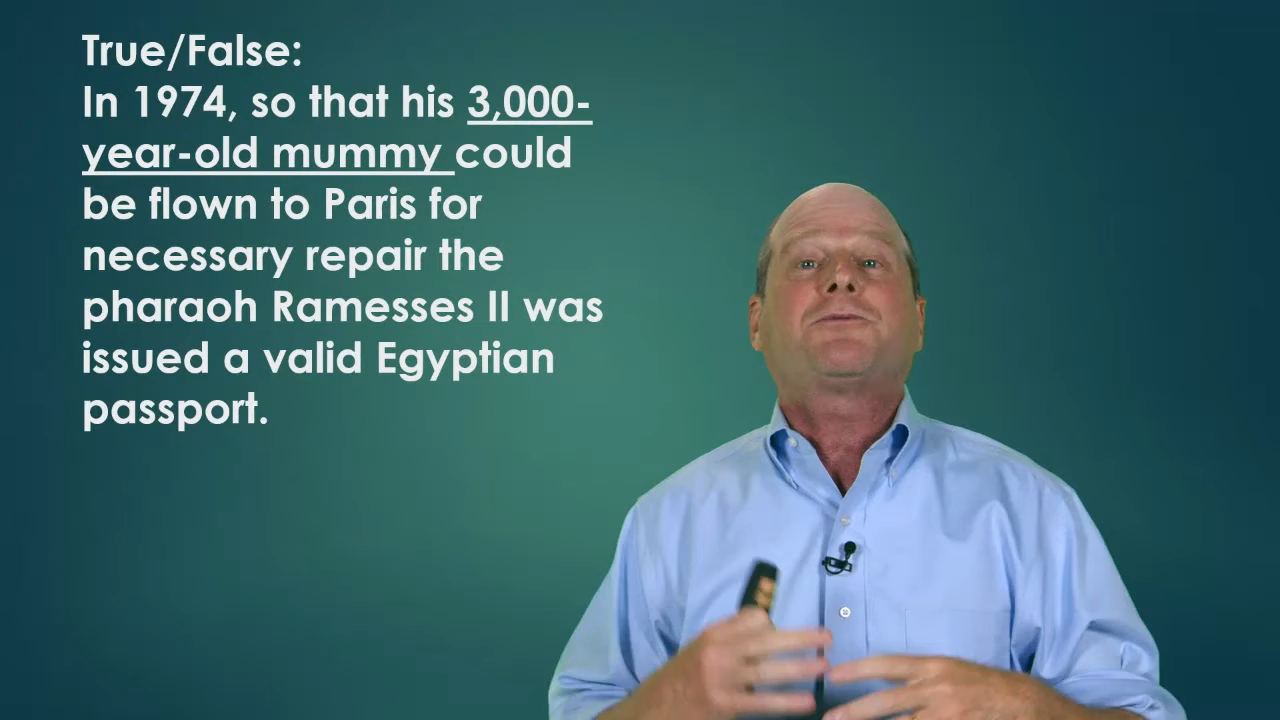 True/False:
In 1974, so that his 3,000-
year-old mummy could
be flown to Paris for
necessary repair the
pharaoh Ramesses II was
issued a valid Egyptian
passport.